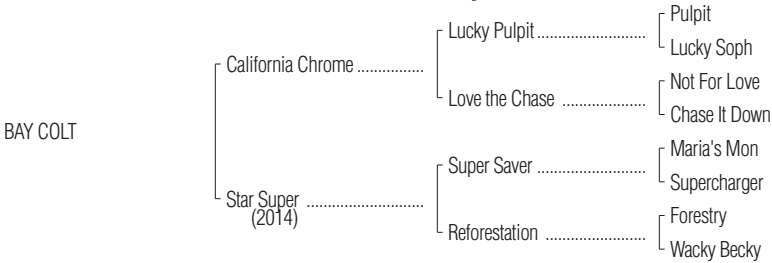 Pulpit
Lucky Pulpit ..........................
Lucky Soph
California Chrome ................
Not For Love
Love the Chase ....................
Chase It Down
BAY COLT
Maria's Mon
Super Saver ..........................
Supercharger
Star Super ............................
(2014)
Forestry
Reforestation ........................
Wacky Becky